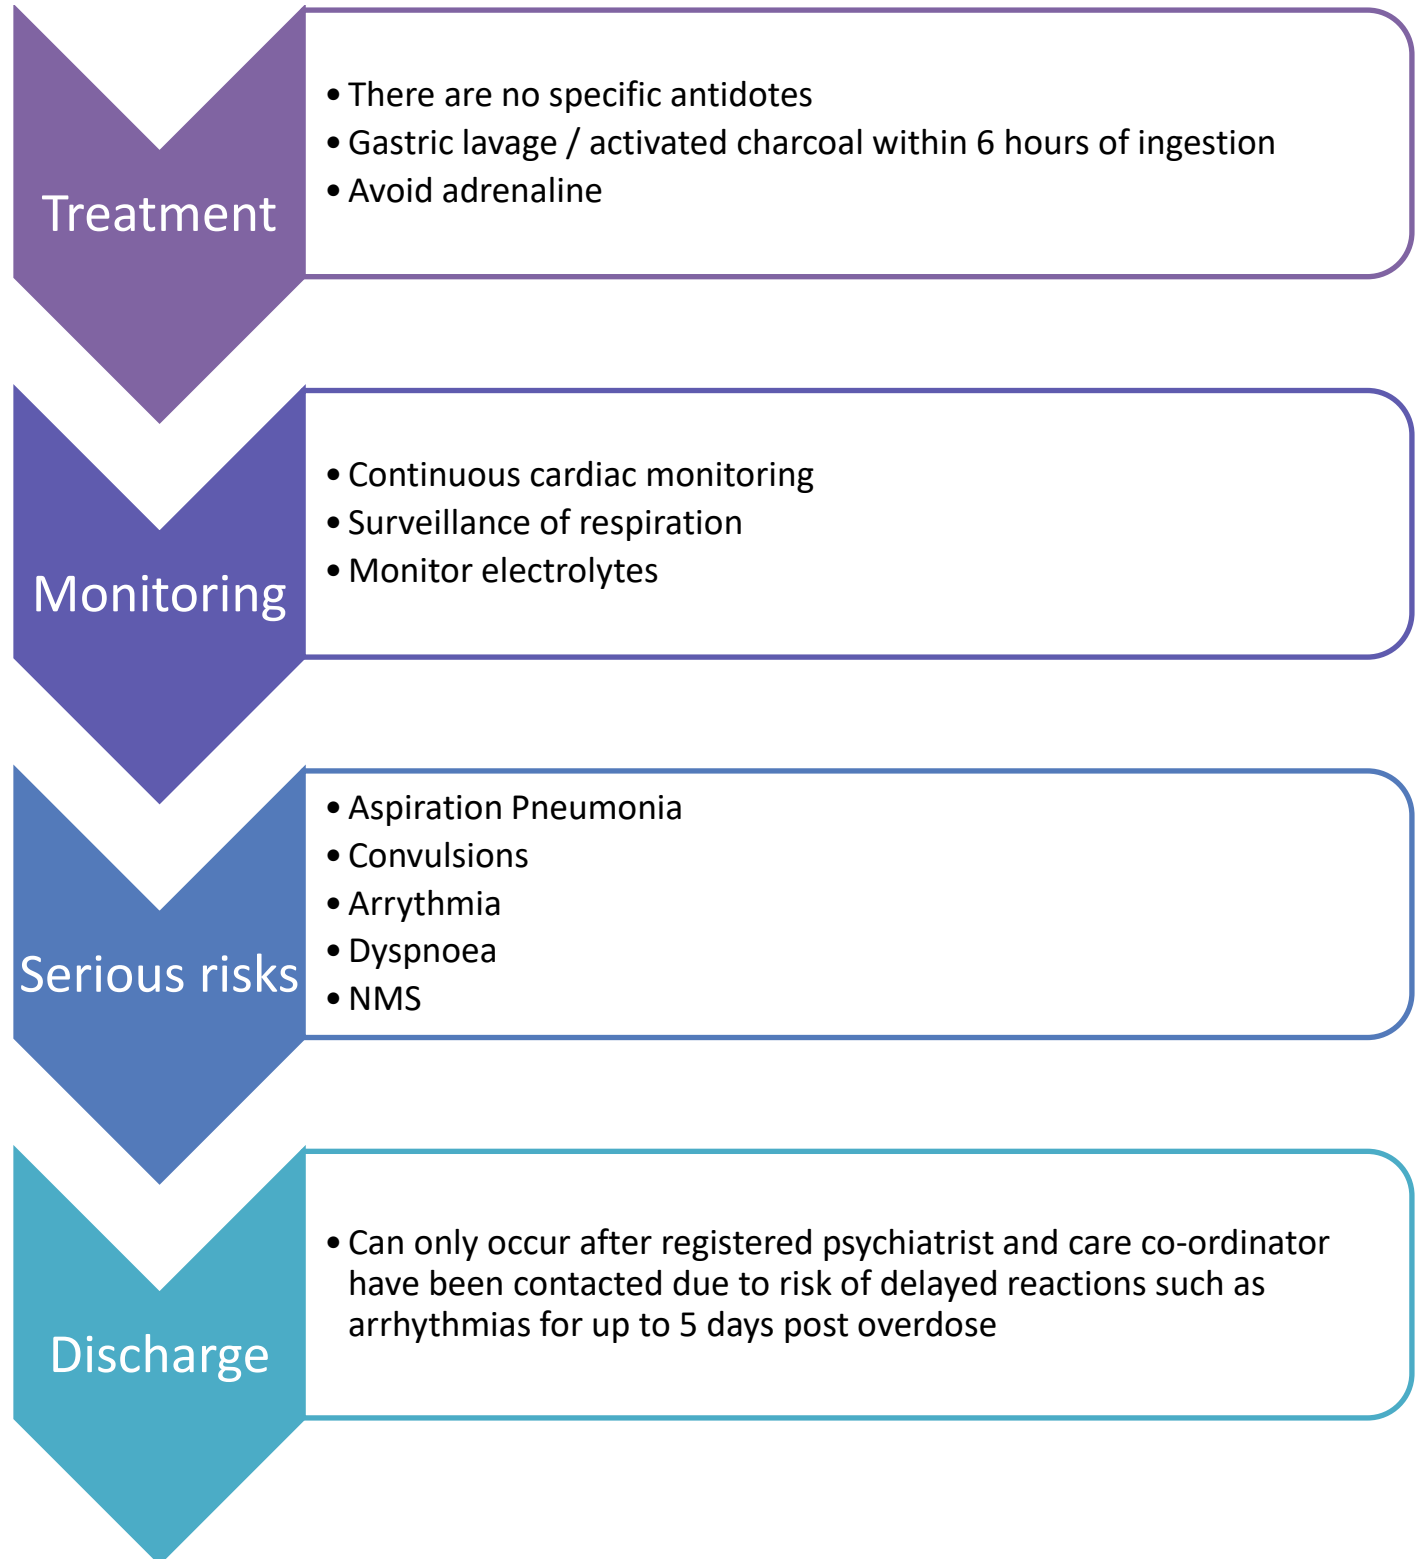 Treatment
• There are no specific antidotes
• Gastric lavage / activated charcoal within 6 hours of ingestion
• Avoid adrenaline
Monitoring
• Continuous cardiac monitoring
• Surveillance of respiration
• Monitor electrolytes
Serious risks
• Aspiration Pneumonia
• Convulsions
• Arrythmia
• Dyspnoea
• NMS
Discharge
• Can only occur after registered psychiatrist and care co-ordinator
have been contacted due to risk of delayed reactions such as
arrhythmias for up to 5 days post overdose